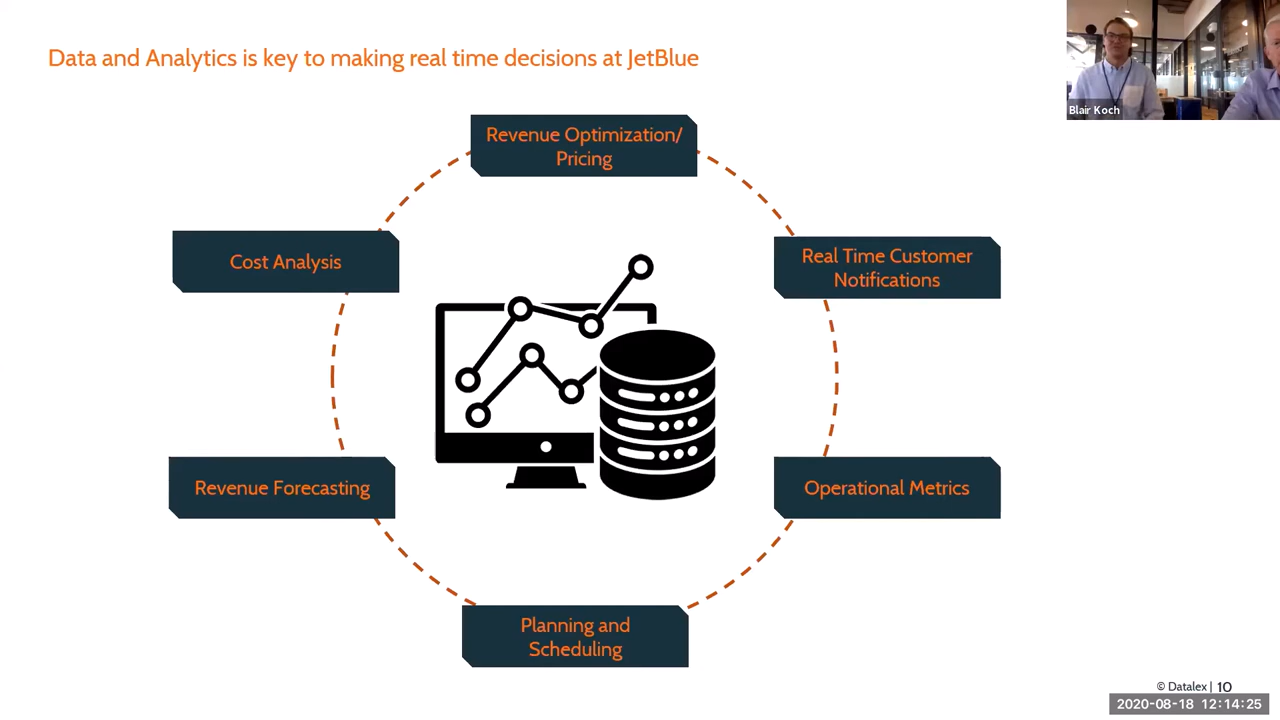 Data and Analytics is key to making real time decisions at JetBlue
Blair Koch
Revenue Optimization/
Pricing
Cost Analysis
Real Time Customer
Notifications
Revenue Forecasting
Operational Metrics
Planning and
Scheduling
© Datalex | 10
2020-08-18 12:14:25